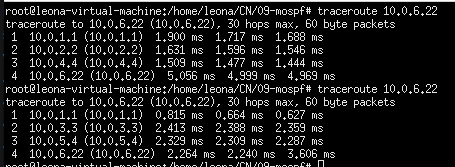 root@leona-virtual-machine:/home/leona/CN/09-mospf# traceroute 10.0.6.22
traceroute to 10.0.6.22 (10.0.6.22), 30 hops max, 60 byte packets
1 10.0.1.1 (10.0.1.1) 1.900 ms 1.717 ms 1.688 ms
2 10.0.2.2 (10.0.2.2) 1.631 ms 1.596 ms 1.546 ms
3 10.0.4.4 (10.0.4.4) 1.509 ms 1.477 ms 1.444 ms
4 10.0.6.22 (10.0.6.22) 5.056 ms 4.999 ms 4.969 ms
root@leona-virtual-machine:/home/leona/CN/09-mospf# traceroute 10.0.6.22
traceroute to 10.0.6.22 (10.0.6.22), 30 hops max, 60 byte packets
1 10.0.1.1 (10.0.1.1) 0.815 ms 0.664 ms 0.627 ms
2 10.0.3.3 (10.0.3.3) 2.413 ms 2.388 ms 2.359 ms
3 10.0.5.4 (10.0.5.4) 2.329 ms 2.309 ms 2.287 ms
4 10.0.6.22 (10.0.6.22) 2.264 ms 2.240 ms 3.606 ms
root@leona-virtual-machine:/home/leona/CN/09-mospf#